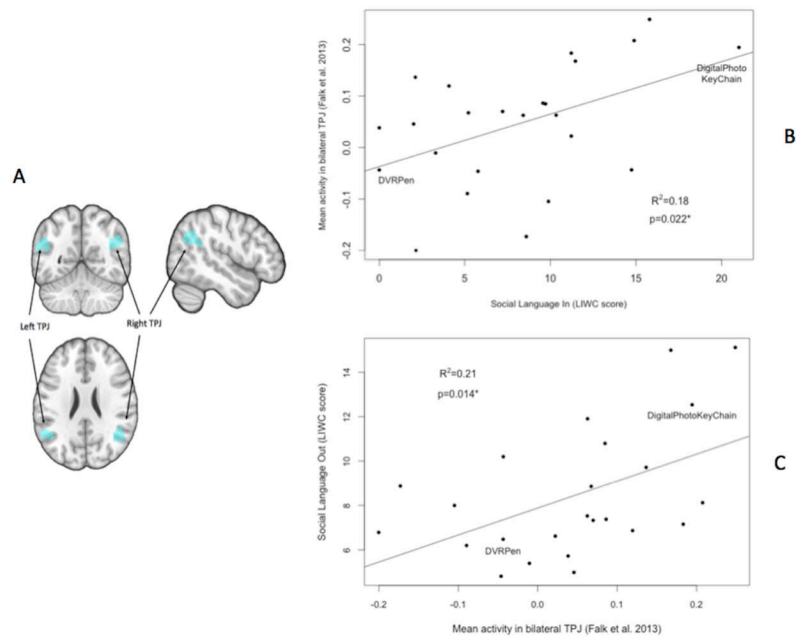 A
Left TPJ
Right TPJ
B
Mean activity in bilateral TPJ (Falk et al. 2013)
0.2
0.1
0.0
-0.1
-0.2
DigitalPhoto
KeyChain
DVRPen
R²=0.18
p=0.022*
0 5 10 15 20
Social Language In (LIWC score)
C
Social Language Out (LIWC score)
14
12
10
8
6
R²=0.21
p=0.014*
DigitalPhotoKeyChain
DVRPen
-0.2 -0.1 0.0 0.1 0.2
Mean activity in bilateral TPJ (Falk et al. 2013)